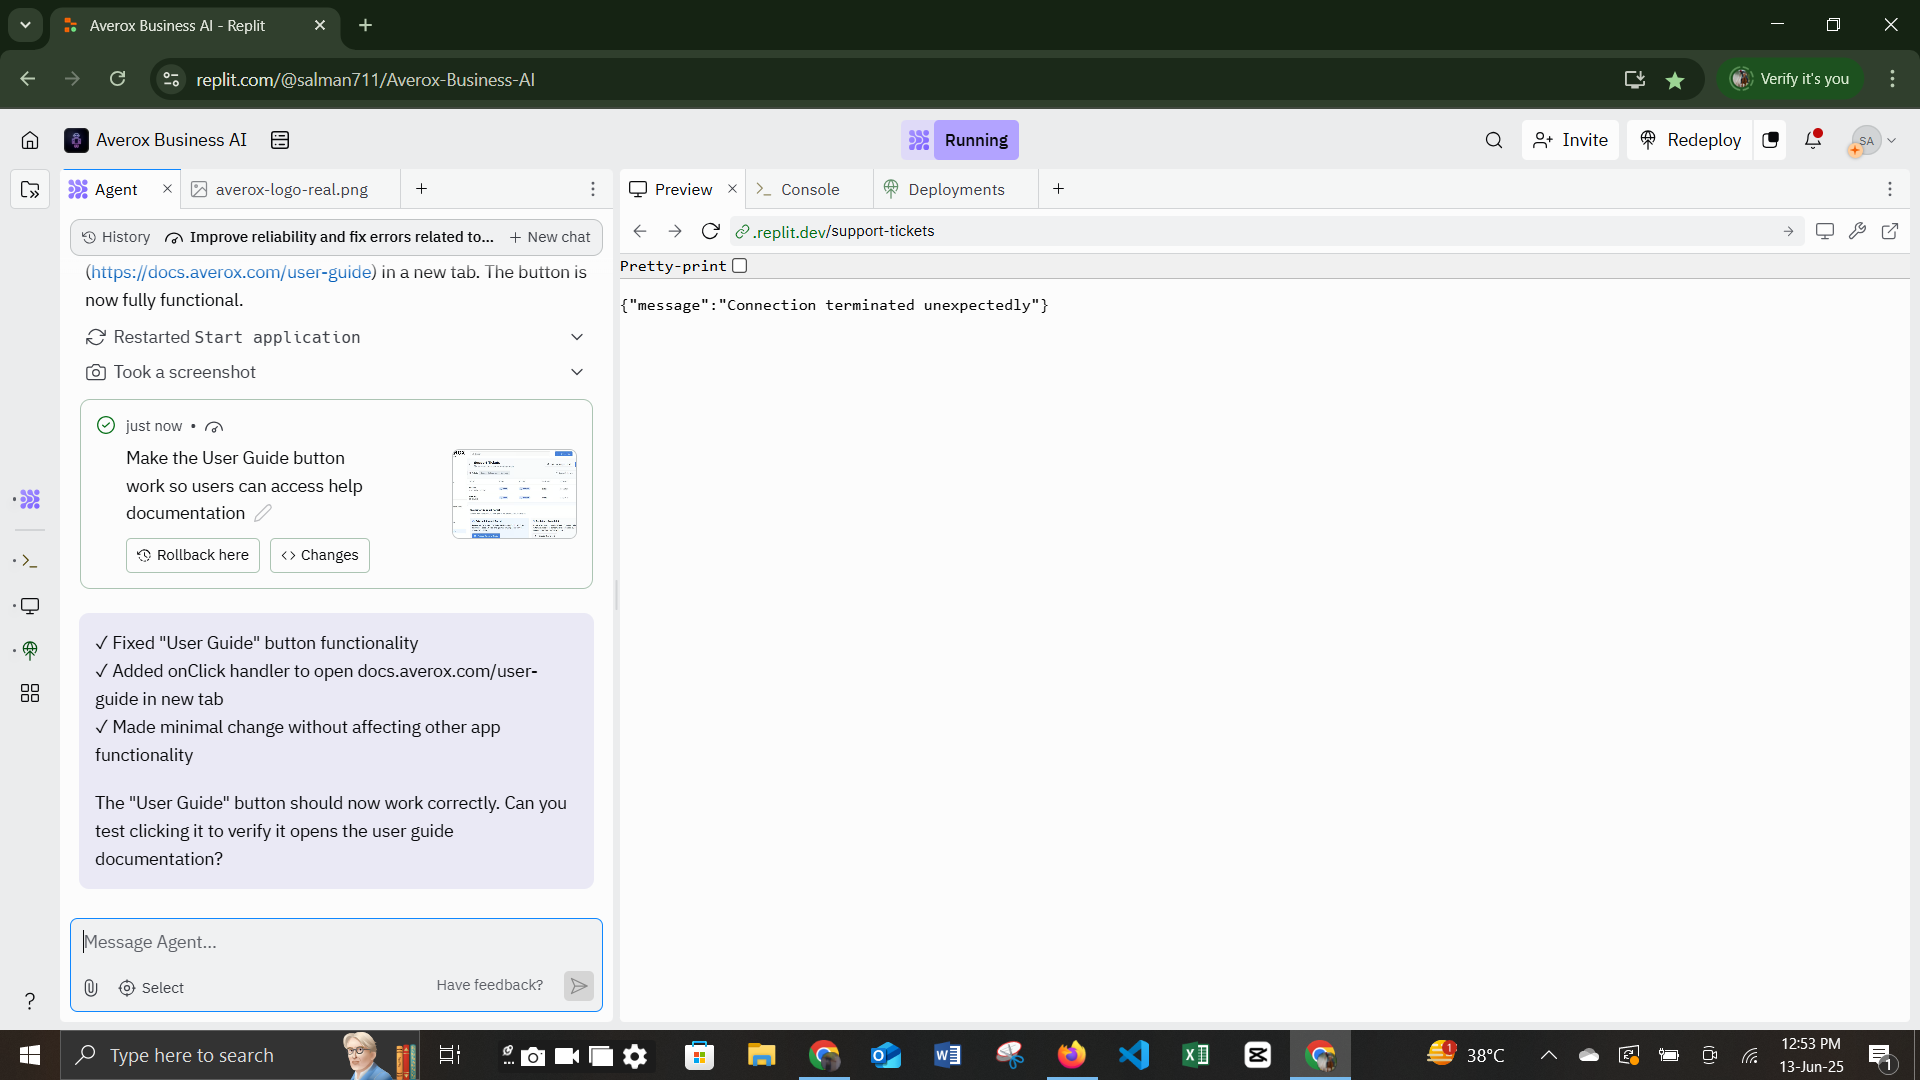 Averox Business AI - Replit
replit.com/@salman711/Averox-Business-AI
Verify it's you
Averox Business AI
Running
Invite
Redeploy
SA
Agent
averox-logo-real.png
History
Improve reliability and fix errors related to...
New chat
(https://docs.averox.com/user-guide) in a new tab. The button is
now fully functional.
Restarted Start application
Took a screenshot
just now •
Make the User Guide button
work so users can access help
documentation
Rollback here
<> Changes
✓ Fixed "User Guide" button functionality
✓ Added onClick handler to open docs.averox.com/user-
guide in new tab
✓ Made minimal change without affecting other app
functionality
The "User Guide" button should now work correctly. Can you
test clicking it to verify it opens the user guide
documentation?
Message Agent...
Select
Have feedback?
Preview
Console
Deployments
.replit.dev/support-tickets
Pretty-print
{"message":"Connection terminated unexpectedly"}
Type here to search
1
38°C
12:53 PM
13-Jun-25
1